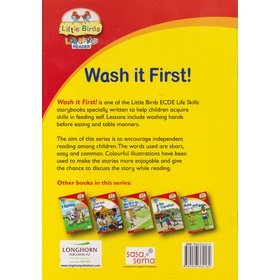 Little Birds
READER
Wash it First!
Wash it First! is one of the Little Birds ECDE Life Skills
storybooks specially written to help children acquire
skills in feeding self. Lessons include washing hands
before eating and table manners.
The aim of this series is to encourage independent
reading among children. The words used are short,
easy and common. Colourful illustrations have been
used to make the stories more enjoyable and give
the chance to discuss the story while reading.
Other books in this series:
LONGHORN
PUBLISHERS PLC
sasa
sema